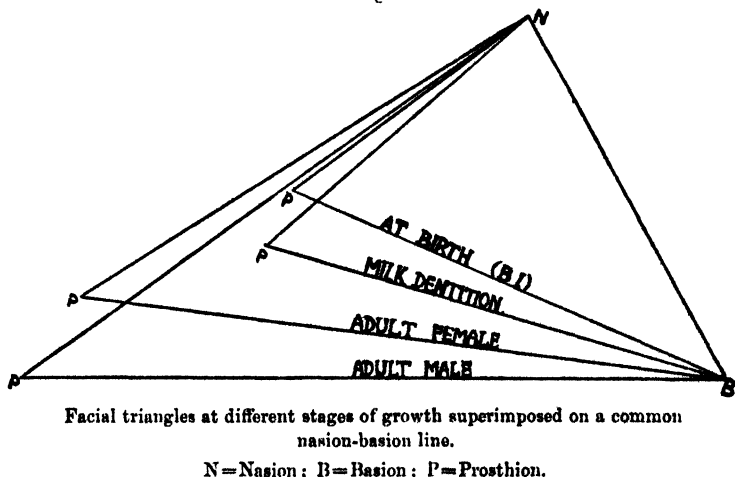 N
P
AT BIRTH (B I)
P
MILK DENTITION
P
ADULT FEMALE
ADULT MALE
P
B
Facial triangles at different stages of growth superimposed on a common
nasion-basion line.
N=Nasion; B=Basion; P=Prosthion.